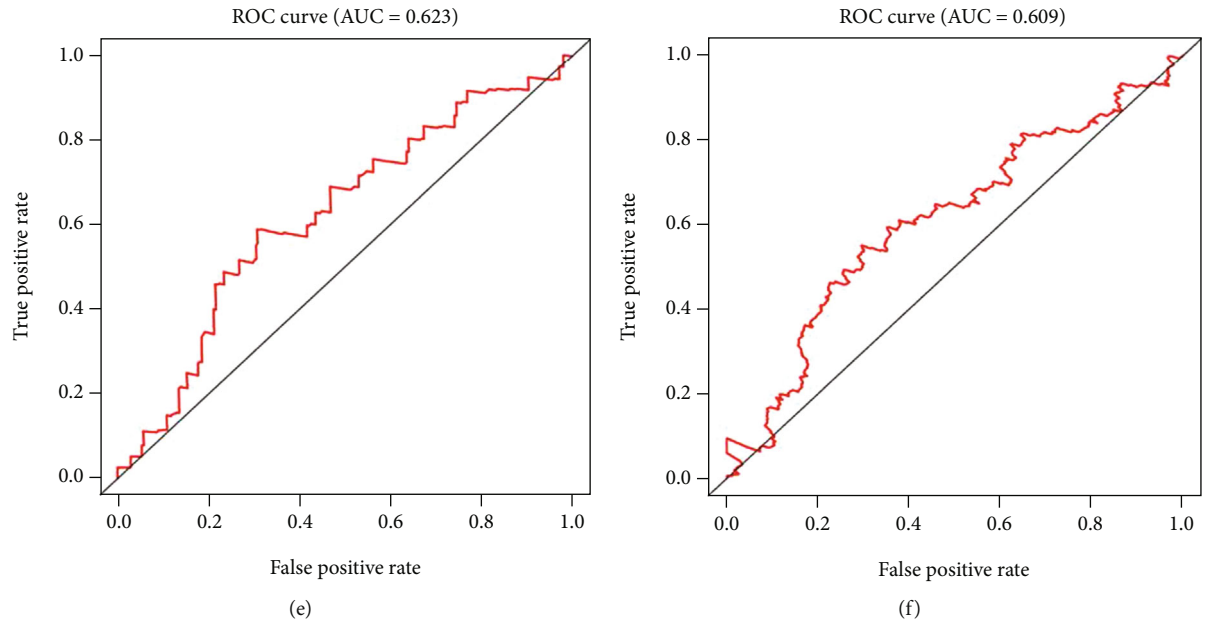 ROC curve (AUC = 0.623)
1.0
0.8
0.6
0.4
0.2
0.0
True positive rate
0.0 0.2 0.4 0.6 0.8 1.0
False positive rate
(e)
ROC curve (AUC = 0.609)
1.0
0.8
0.6
0.4
0.2
0.0
True positive rate
0.0 0.2 0.4 0.6 0.8 1.0
False positive rate
(f)